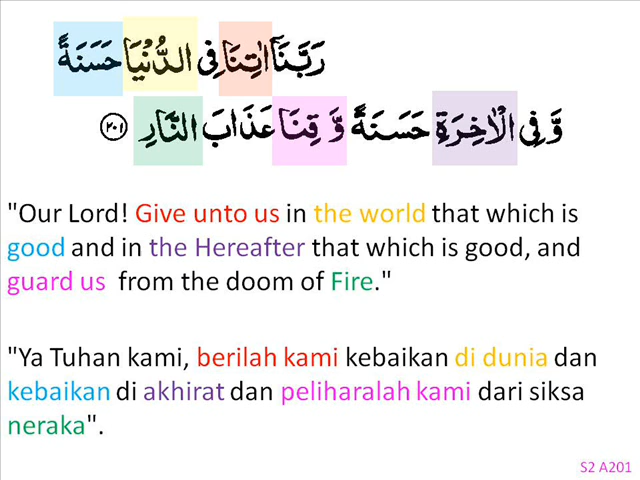 رَبَّنَآ اٰتِنَا فِى الدُّنْيَا حَسَنَةً
وَّ فِى الْاٰخِرَةِ حَسَنَةً وَّ قِنَا عَذَابَ النَّارِ ﴿٢٠١﴾
"Our Lord! Give unto us in the world that which is
good and in the Hereafter that which is good, and
guard us from the doom of Fire."
"Ya Tuhan kami, berilah kami kebaikan di dunia dan
kebaikan di akhirat dan peliharalah kami dari siksa
neraka".
S2 A201